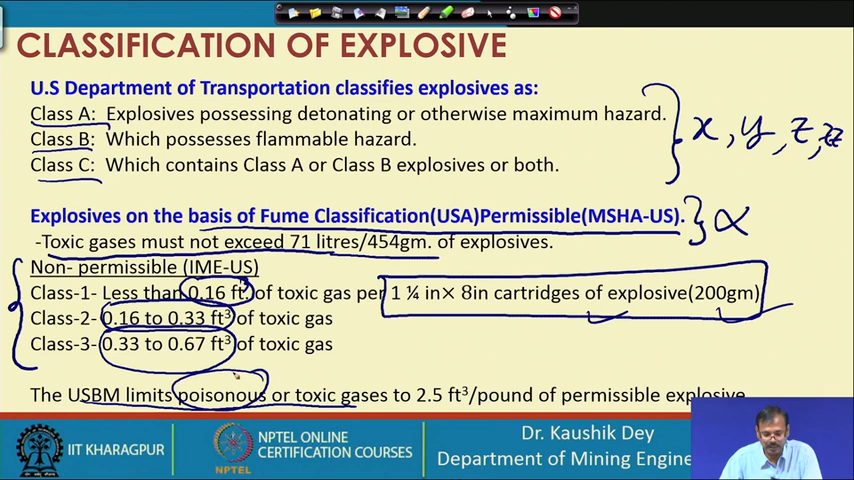 CLASSIFICATION OF EXPLOSIVE
U.S Department of Transportation classifies explosives as:
Class A: Explosives possessing detonating or otherwise maximum hazard.
Class B: Which possesses flammable hazard.
Class C: Which contains Class A or Class B explosives or both.
x, y, z, zz
Explosives on the basis of Fume Classification(USA)Permissible(MSHA-US).
α
-Toxic gases must not exceed 71 litres/454gm. of explosives.
Non- permissible (IME-US)
Class-1- Less than 0.16 ft³ of toxic gas per 1 ¼ in× 8in cartridges of explosive(200gm)
Class-2- 0.16 to 0.33 ft³ of toxic gas
Class-3- 0.33 to 0.67 ft³ of toxic gas
The USBM limits poisonous or toxic gases to 2.5 ft³/pound of permissible explosive
IIT KHARAGPUR
NPTEL
NPTEL ONLINE
CERTIFICATION COURSES
Dr. Kaushik Dey
Department of Mining Engine